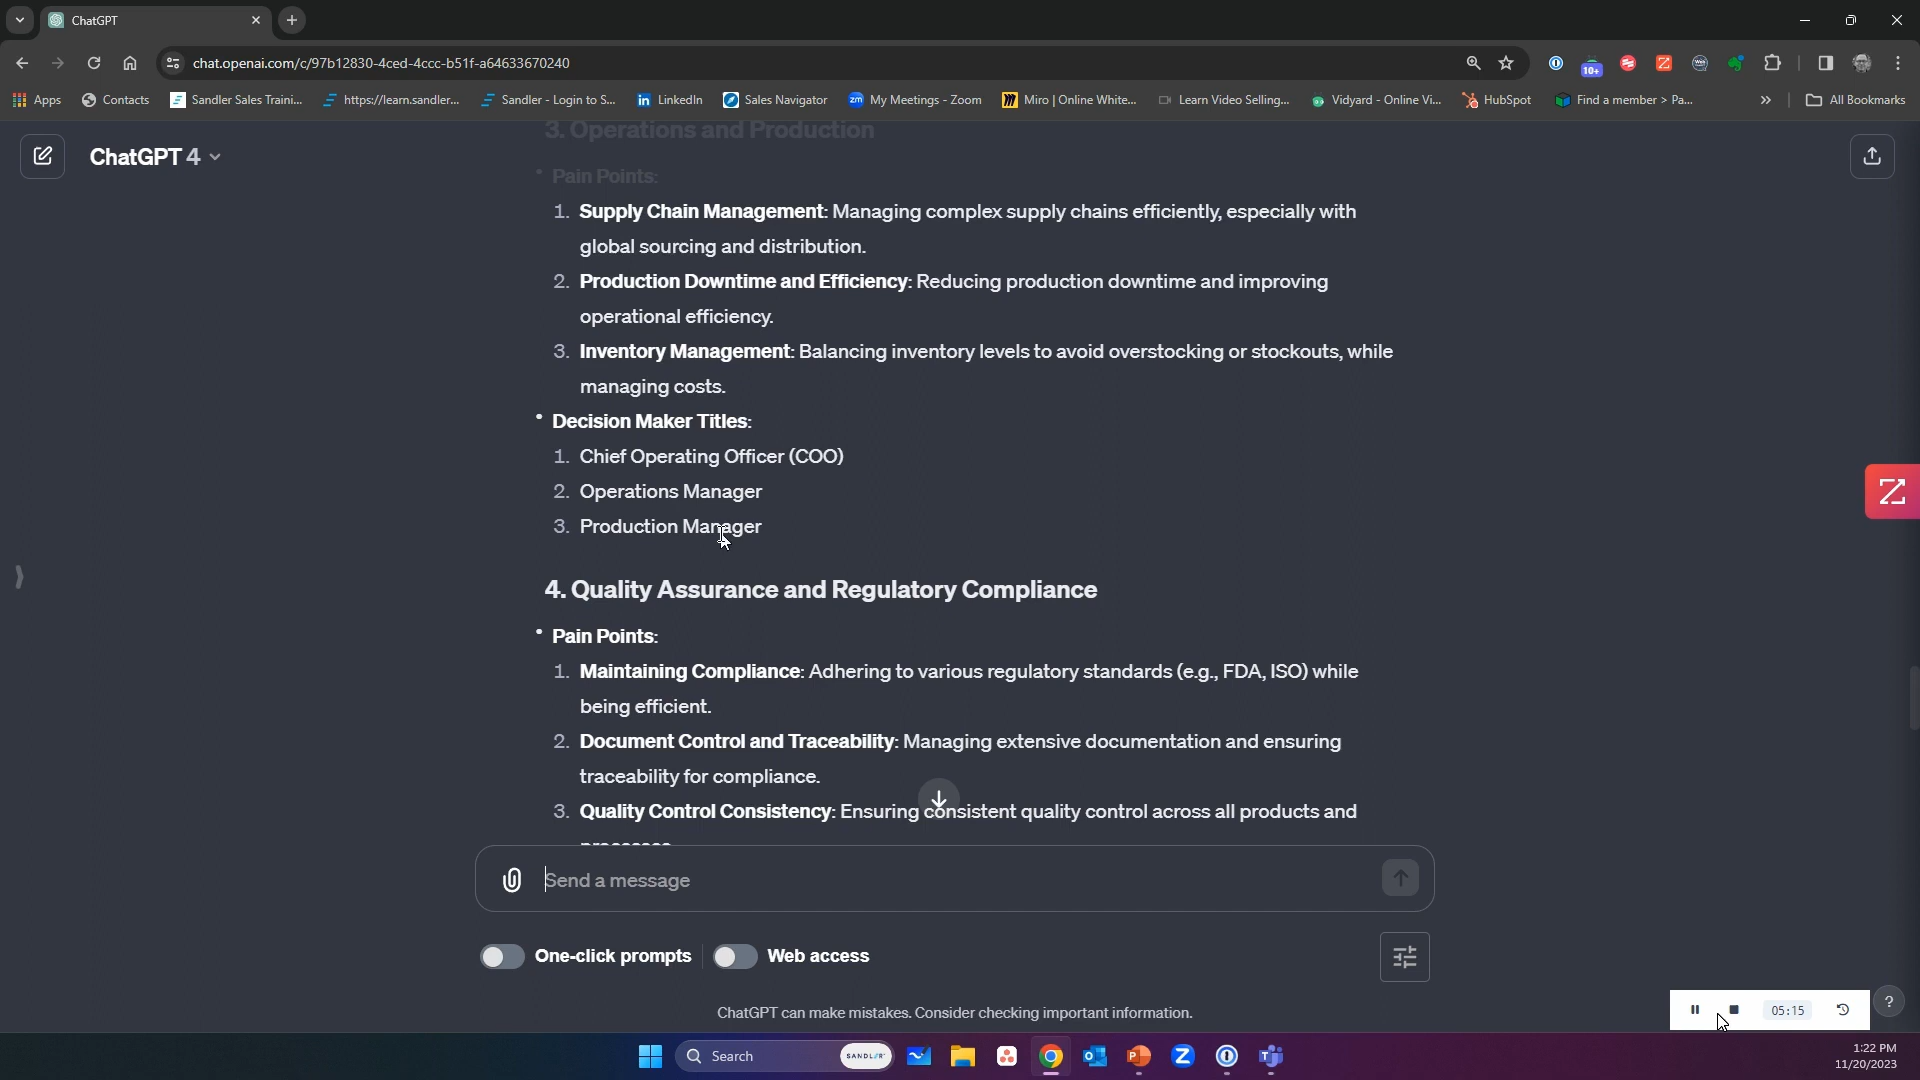 ChatGPT
chat.openai.com/c/97b12830-4ced-4ccc-b51f-a64633670240
10+
Apps
Contacts
Sandler Sales Traini...
https://learn.sandler...
Sandler - Login to S...
LinkedIn
Sales Navigator
My Meetings - Zoom
Miro | Online White...
Learn Video Selling...
Vidyard - Online Vi...
HubSpot
Find a member > Pa...
»
All Bookmarks
ChatGPT 4
3. Operations and Production
• Pain Points:
1. Supply Chain Management: Managing complex supply chains efficiently, especially with
global sourcing and distribution.
2. Production Downtime and Efficiency: Reducing production downtime and improving
operational efficiency.
3. Inventory Management: Balancing inventory levels to avoid overstocking or stockouts, while
managing costs.
• Decision Maker Titles:
1. Chief Operating Officer (COO)
2. Operations Manager
3. Production Manager
4. Quality Assurance and Regulatory Compliance
• Pain Points:
1. Maintaining Compliance: Adhering to various regulatory standards (e.g., FDA, ISO) while
being efficient.
2. Document Control and Traceability: Managing extensive documentation and ensuring
traceability for compliance.
3. Quality Control Consistency: Ensuring consistent quality control across all products and
Send a message
One-click prompts
Web access
ChatGPT can make mistakes. Consider checking important information.
05:15
?
Search
SANDLER
1:22 PM
11/20/2023